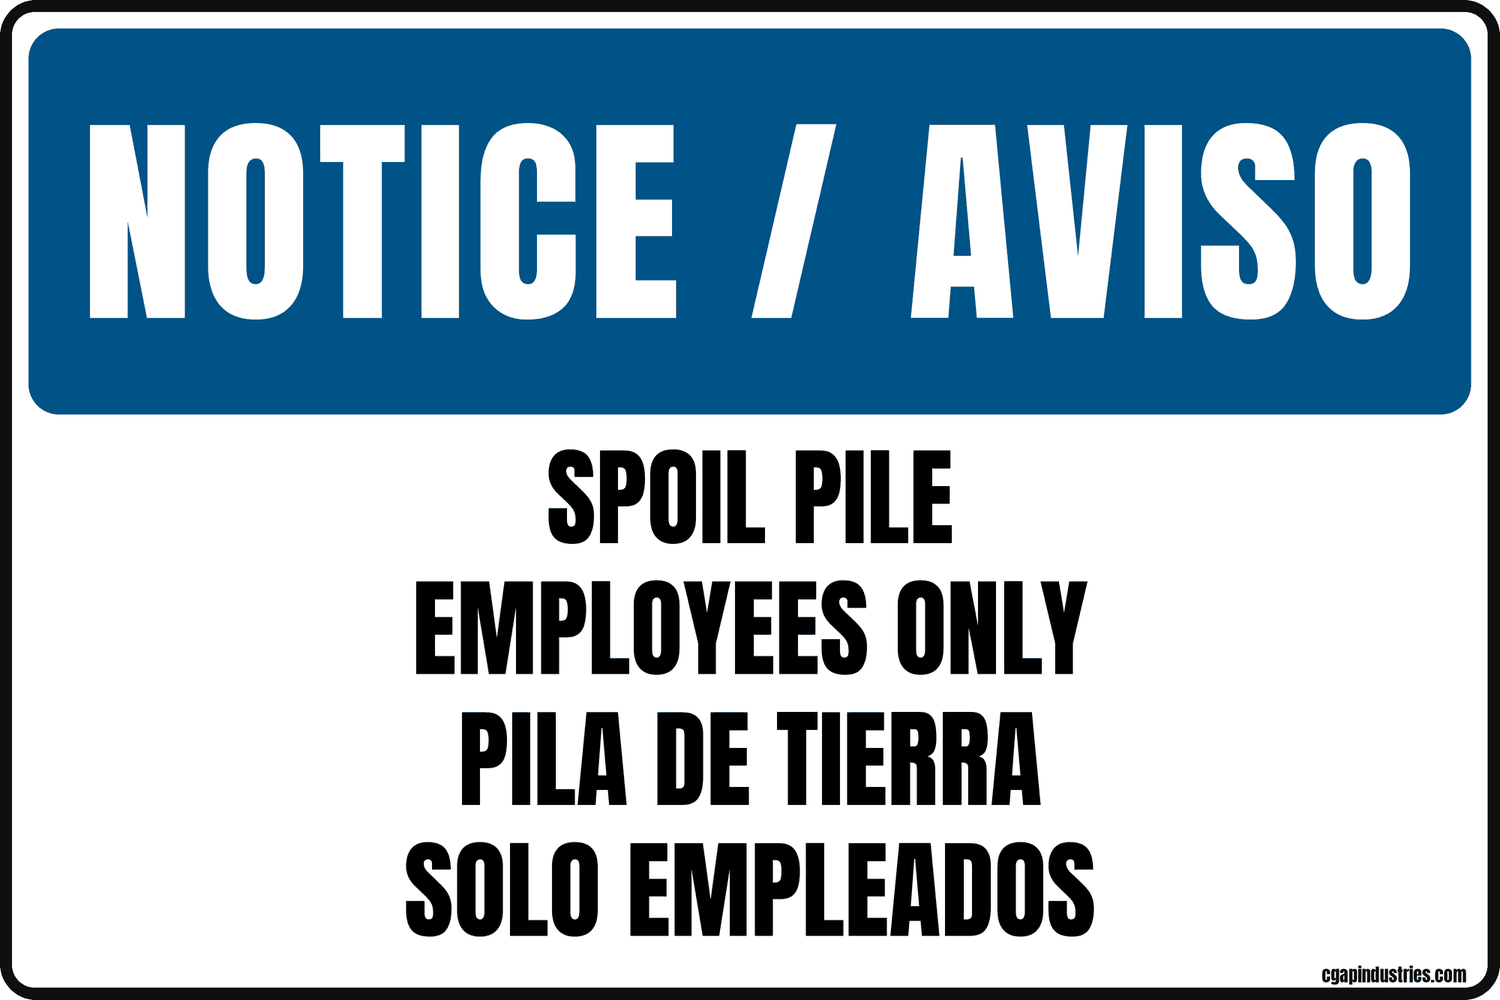 NOTICE / AVISO
SPOIL PILE
EMPLOYEES ONLY
PILA DE TIERRA
SOLO EMPLEADOS
cgapindustries.com